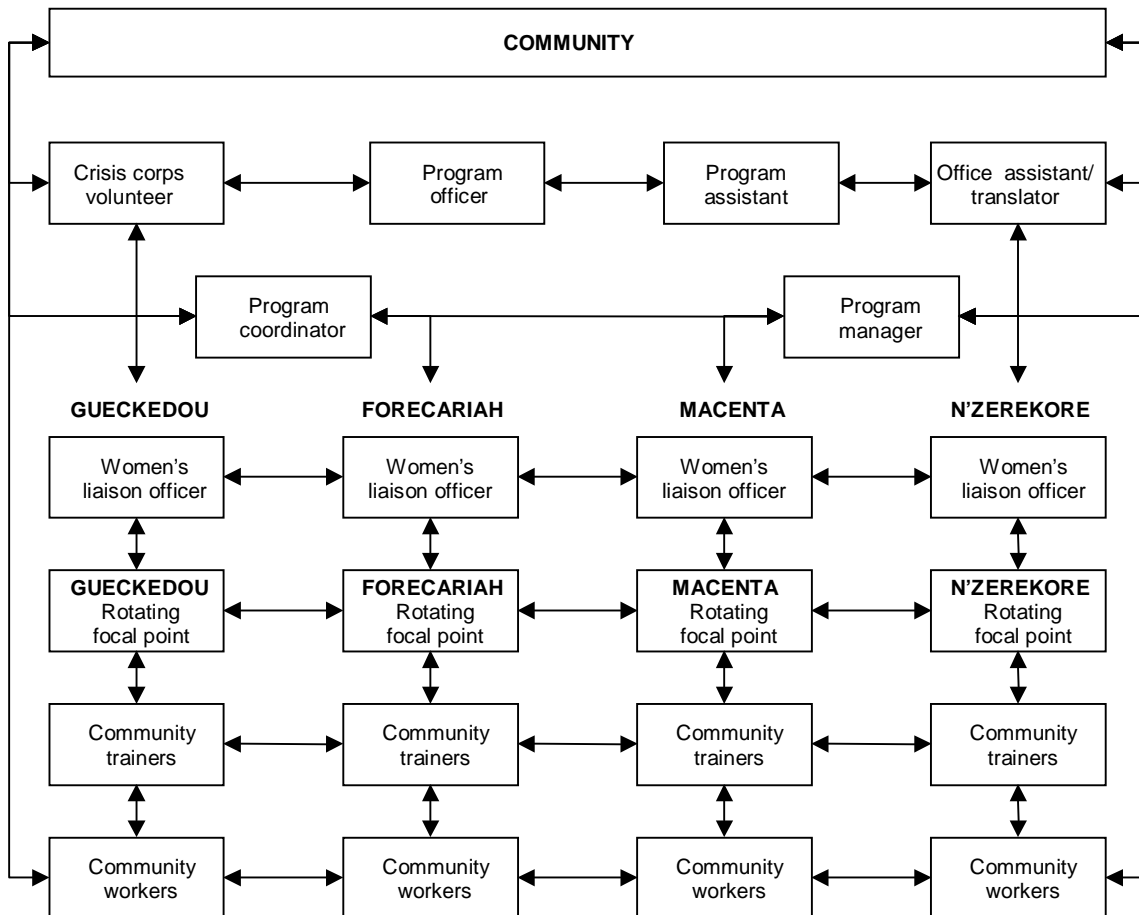 COMMUNITY
Crisis corps
volunteer
Program
officer
Program
assistant
Office assistant/
translator
Program
coordinator
Program
manager
GUECKEDOU
FORECARIAH
MACENTA
N’ZEREKORE
Women’s
liaison officer
Women’s
liaison officer
Women’s
liaison officer
Women’s
liaison officer
GUECKEDOU
Rotating
focal point
FORECARIAH
Rotating
focal point
MACENTA
Rotating
focal point
N’ZEREKORE
Rotating
focal point
Community
trainers
Community
trainers
Community
trainers
Community
trainers
Community
workers
Community
workers
Community
workers
Community
workers